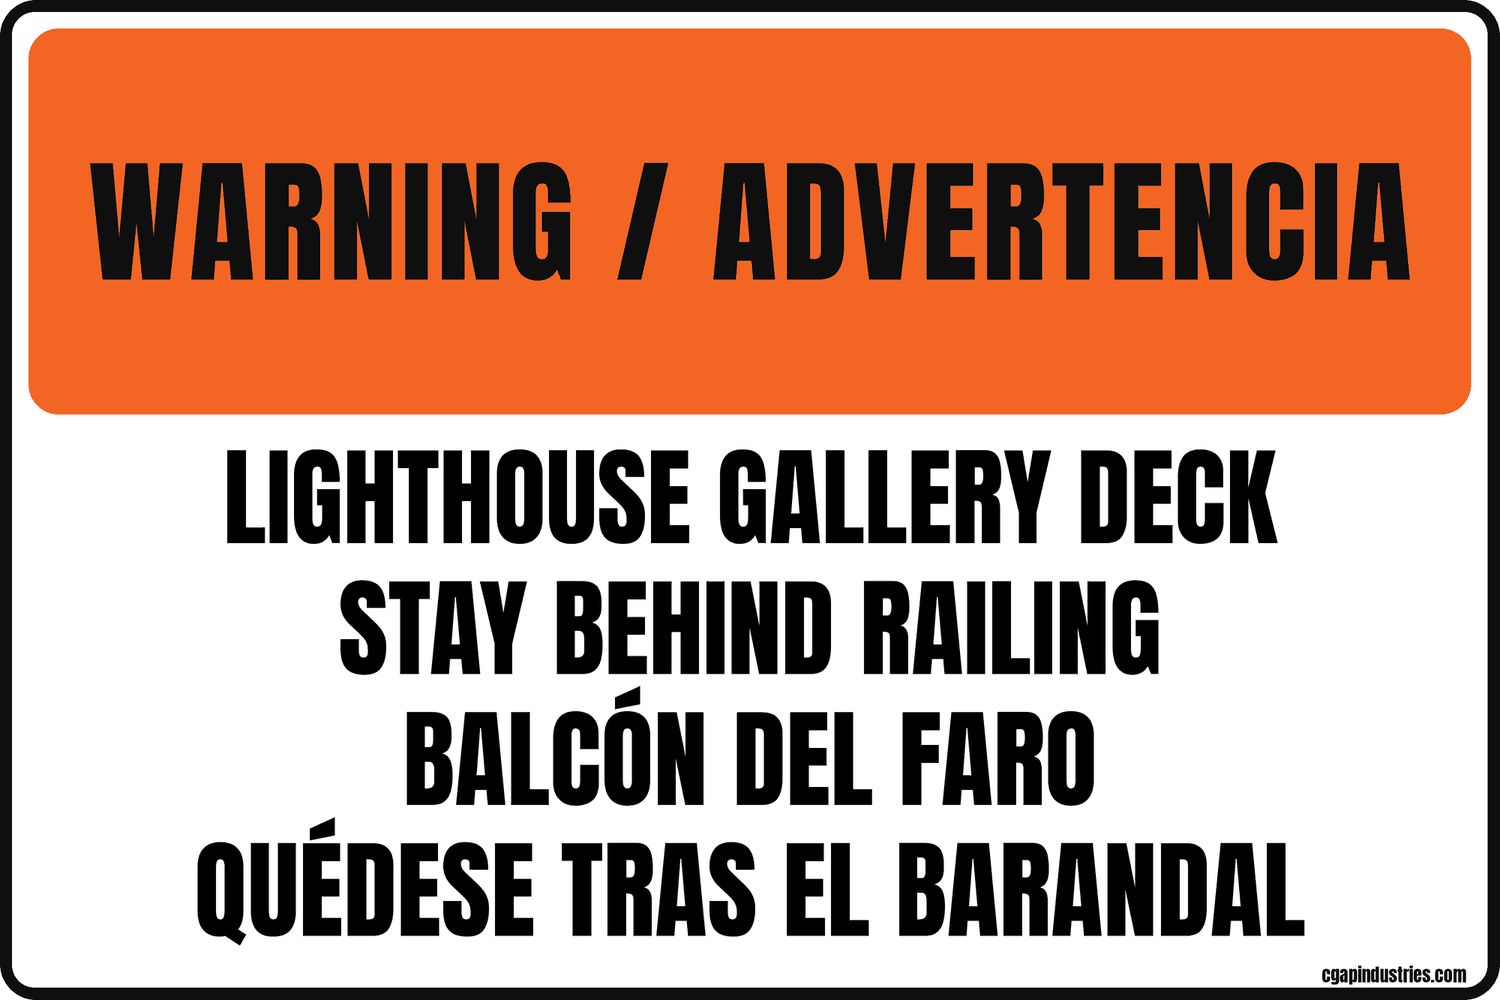 WARNING / ADVERTENCIA
LIGHTHOUSE GALLERY DECK
STAY BEHIND RAILING
BALCÓN DEL FARO
QUÉDESE TRAS EL BARANDAL
cgapindustries.com